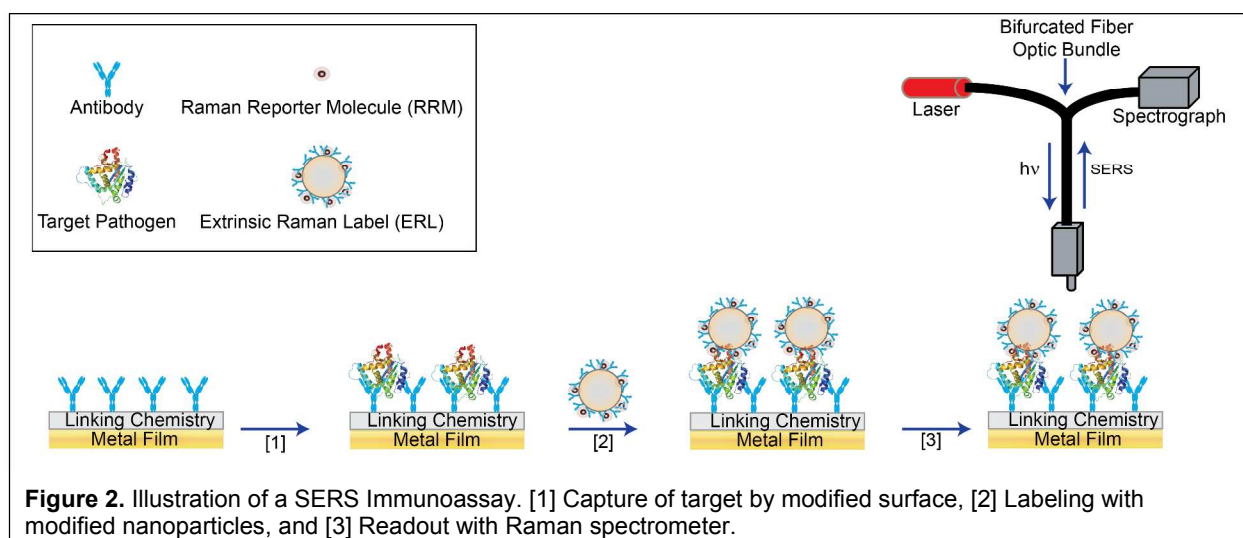 Antibody
Raman Reporter Molecule (RRM)
Target Pathogen
Extrinsic Raman Label (ERL)
Bifurcated Fiber
Optic Bundle
Laser
Spectrograph
hν
SERS
Linking Chemistry
Metal Film
[1]
Linking Chemistry
Metal Film
[2]
Linking Chemistry
Metal Film
[3]
Linking Chemistry
Metal Film
Figure 2. Illustration of a SERS Immunoassay. [1] Capture of target by modified surface, [2] Labeling with
modified nanoparticles, and [3] Readout with Raman spectrometer.